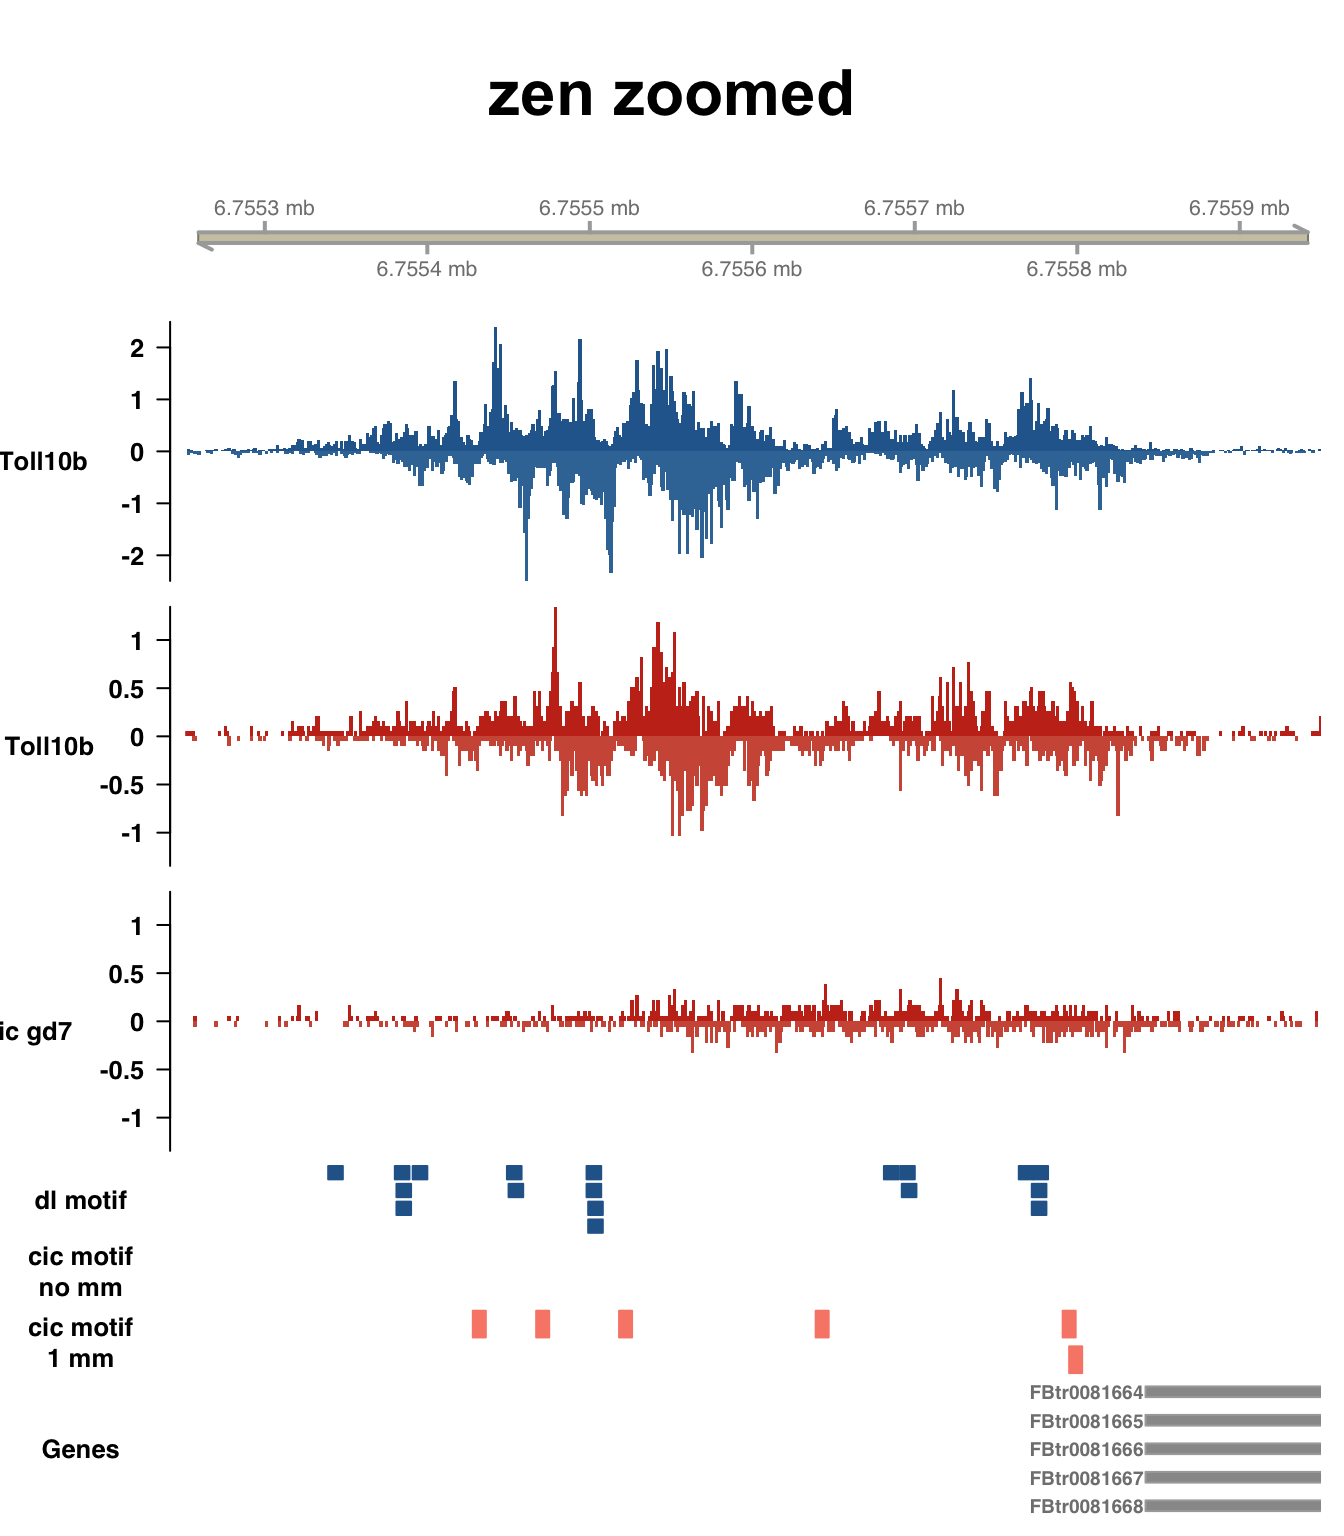 zen zoomed
6.7553 mb 6.7555 mb 6.7557 mb 6.7559 mb
6.7554 mb 6.7556 mb 6.7558 mb
2
1
0
-1
-2
Toll10b
1
0.5
0
-0.5
-1
Toll10b
1
0.5
0
-0.5
-1
ic gd7
dl motif
cic motif
no mm
cic motif
1 mm
Genes
FBtr0081664
FBtr0081665
FBtr0081666
FBtr0081667
FBtr0081668